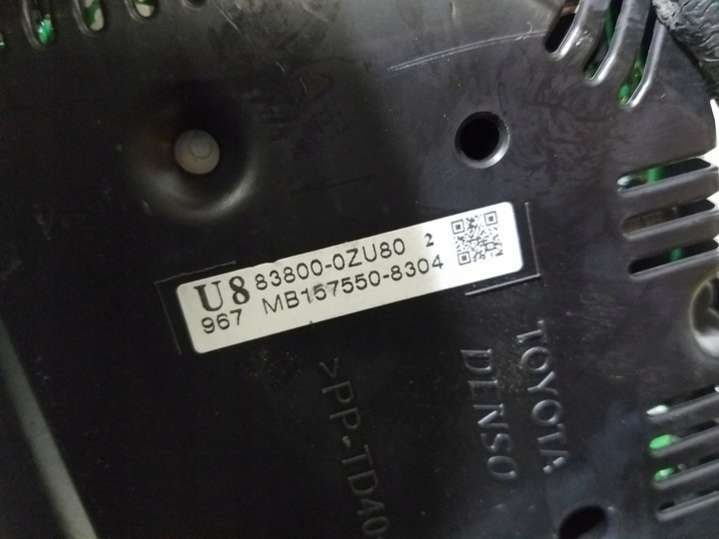 U8 83800-0ZU80 2
967 MB157550-8304
>PP-TD40
DENSO
TOYOTA